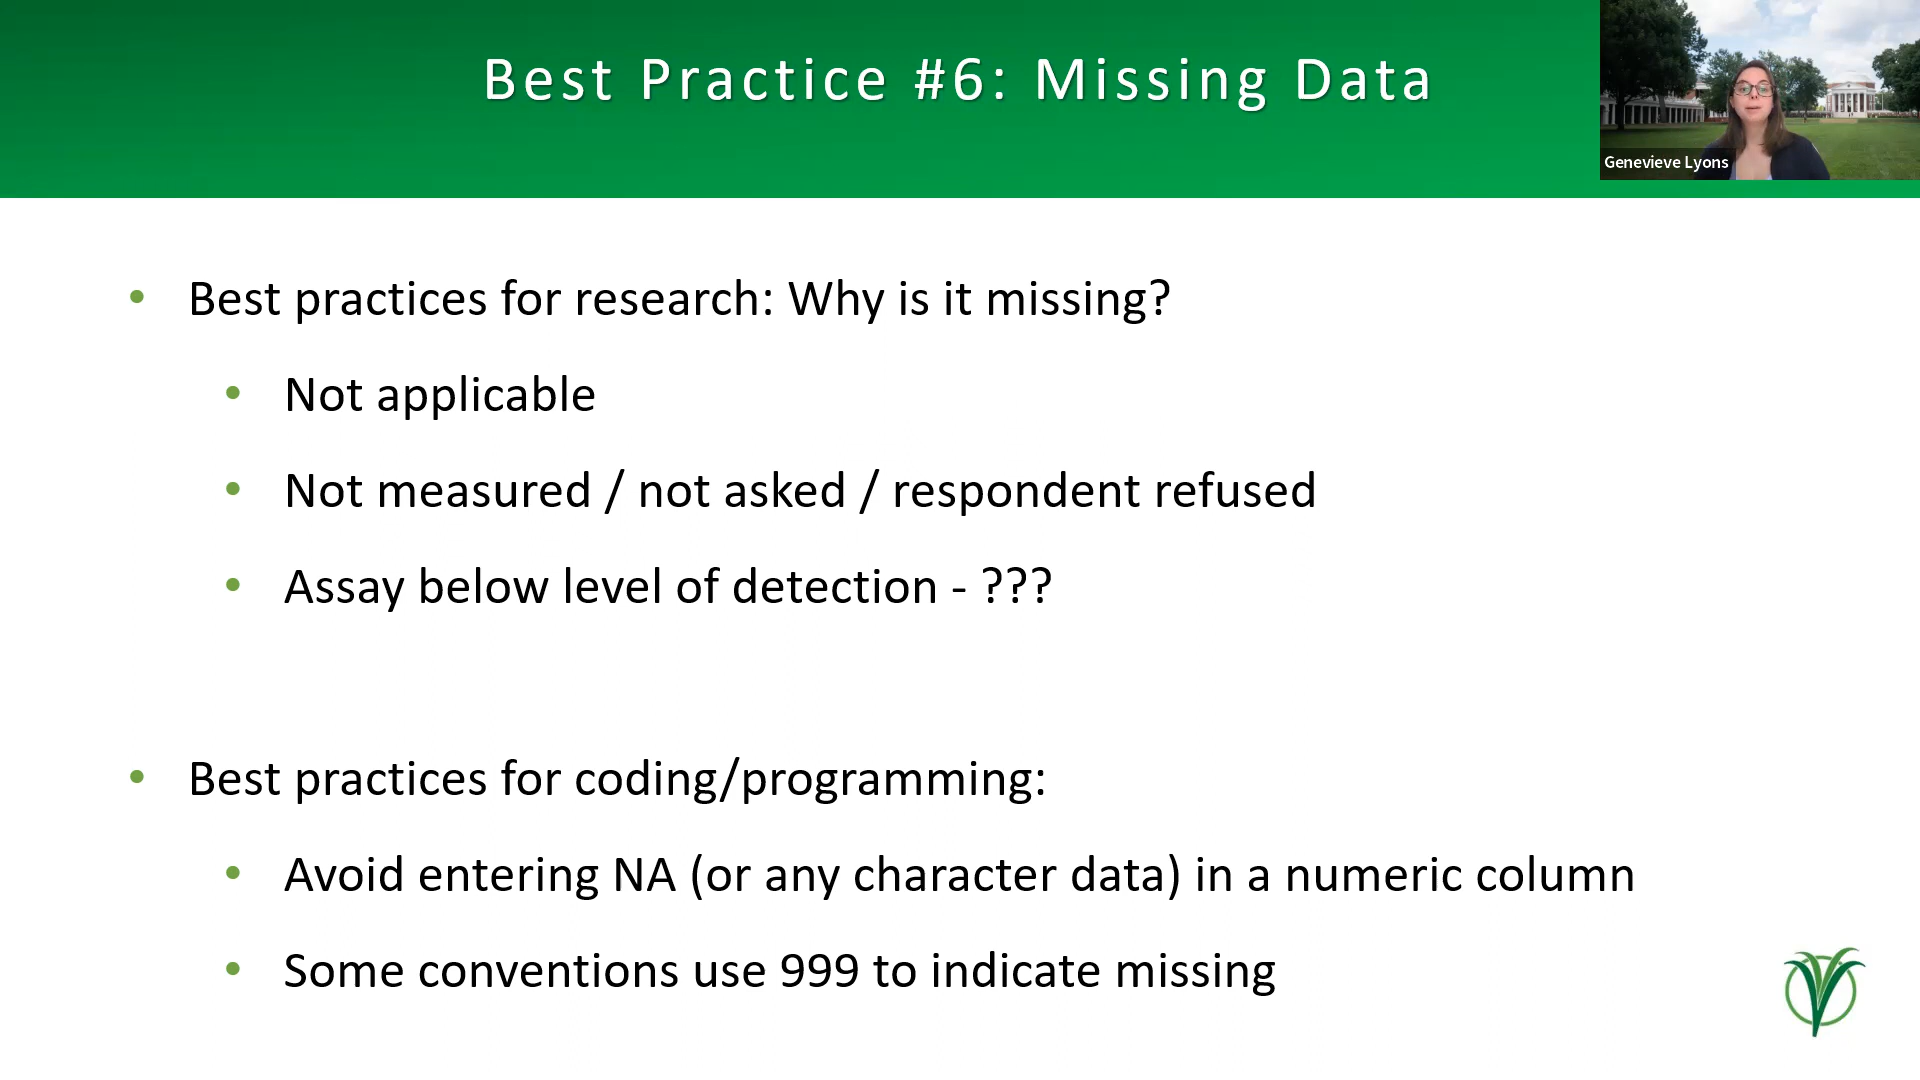 Best Practice #6: Missing Data
Genevieve Lyons
• Best practices for research: Why is it missing?
• Not applicable
• Not measured / not asked / respondent refused
• Assay below level of detection - ???
• Best practices for coding/programming:
• Avoid entering NA (or any character data) in a numeric column
• Some conventions use 999 to indicate missing